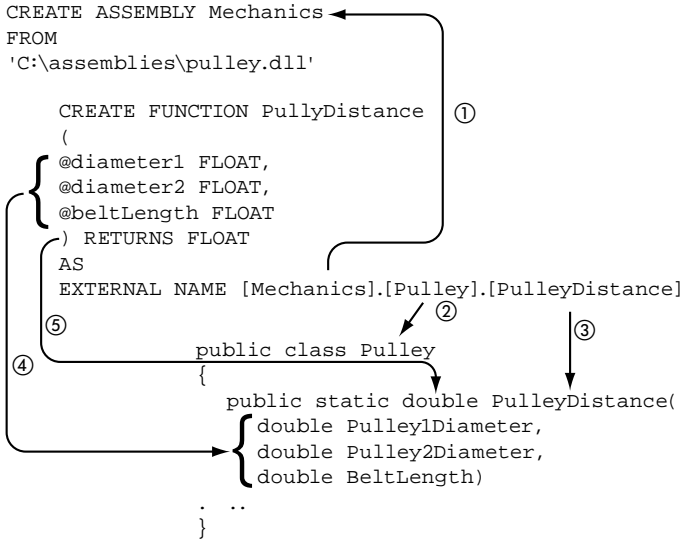 CREATE ASSEMBLY Mechanics
FROM
'C:\assemblies\pulley.dll'
CREATE FUNCTION PullyDistance
①
(
@diameter1 FLOAT,
@diameter2 FLOAT,
@beltLength FLOAT
) RETURNS FLOAT
AS
EXTERNAL NAME [Mechanics].[Pulley].[PulleyDistance]
②
⑤
③
public class Pulley
④
{
public static double PulleyDistance(
double Pulley1Diameter,
double Pulley2Diameter,
double BeltLength)
. ..
}